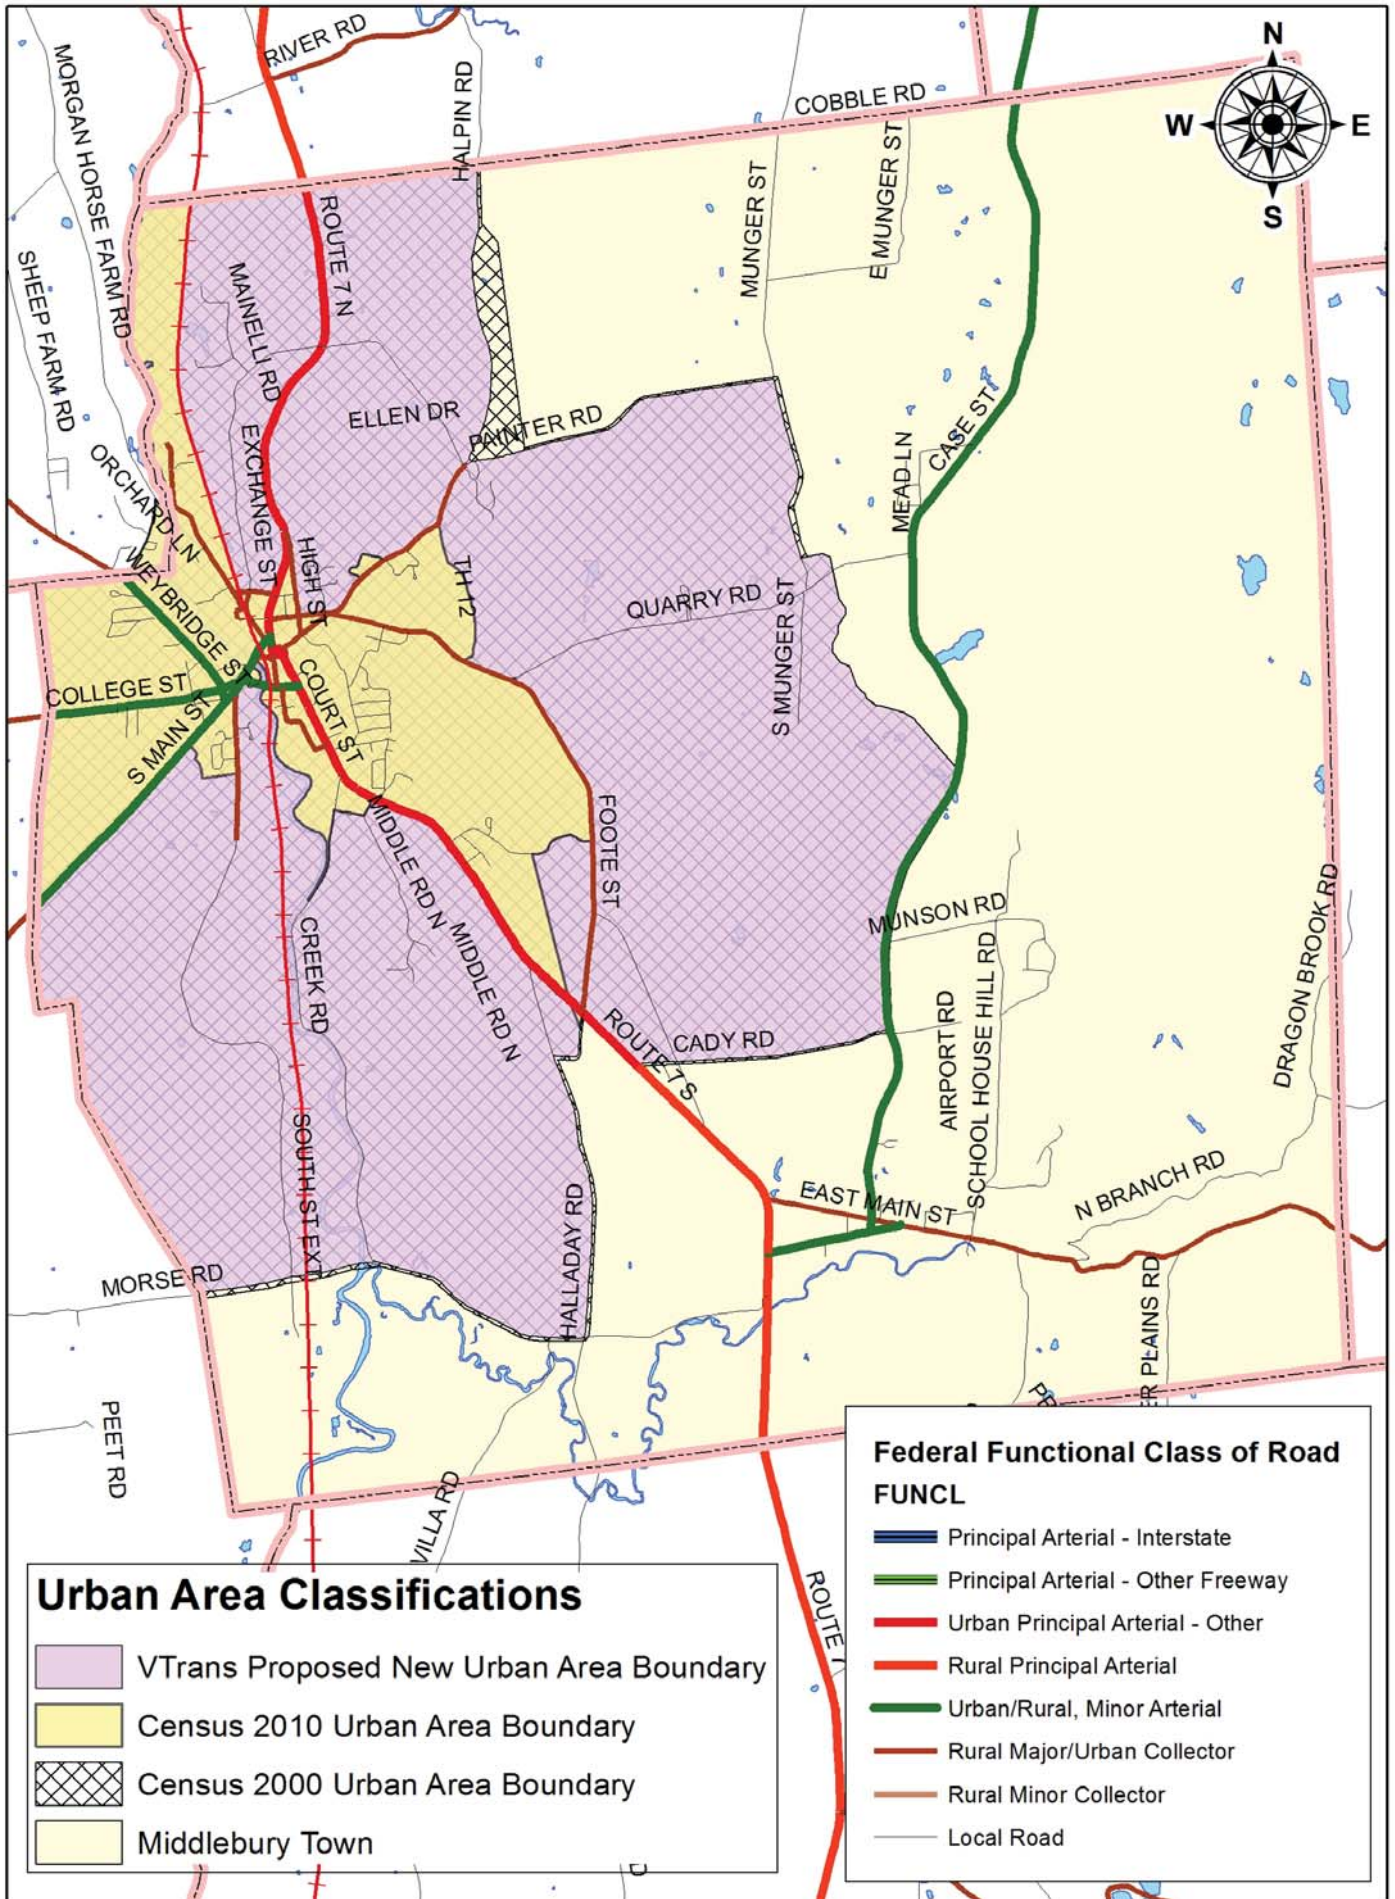 RIVER RD
HALPIN RD
COBBLE RD
N
W
E
S
MORGAN HORSE FARM RD
SHEEP FARM RD
ROUTE 7 N
MAINELLI RD
MUNGER ST
E MUNGER ST
ELLEN DR
PAINTER RD
EXCHANGE ST
ORCHARD LN
CASE ST
MEAD LN
HIGH ST
TH 12
WEYBRIDGE ST
QUARRY RD
S MUNGER ST
COLLEGE ST
COURT ST
S MAIN ST
MIDDLE RD N
FOOTE ST
MUNSON RD
DRAGON BROOK RD
CREEK RD
MIDDLE RD N
ROUTE 7 S
CADY RD
AIRPORT RD
SCHOOL HOUSE HILL RD
SOUTH ST EXT
HALLADAY RD
EAST MAIN ST
N BRANCH RD
MORSE RD
ER PLAINS RD
PEET RD
VILLA RD
ROUTE 7
Federal Functional Class of Road
FUNCL
Principal Arterial - Interstate
Principal Arterial - Other Freeway
Urban Principal Arterial - Other
Rural Principal Arterial
Urban/Rural, Minor Arterial
Rural Major/Urban Collector
Rural Minor Collector
Local Road
Urban Area Classifications
VTrans Proposed New Urban Area Boundary
Census 2010 Urban Area Boundary
Census 2000 Urban Area Boundary
Middlebury Town